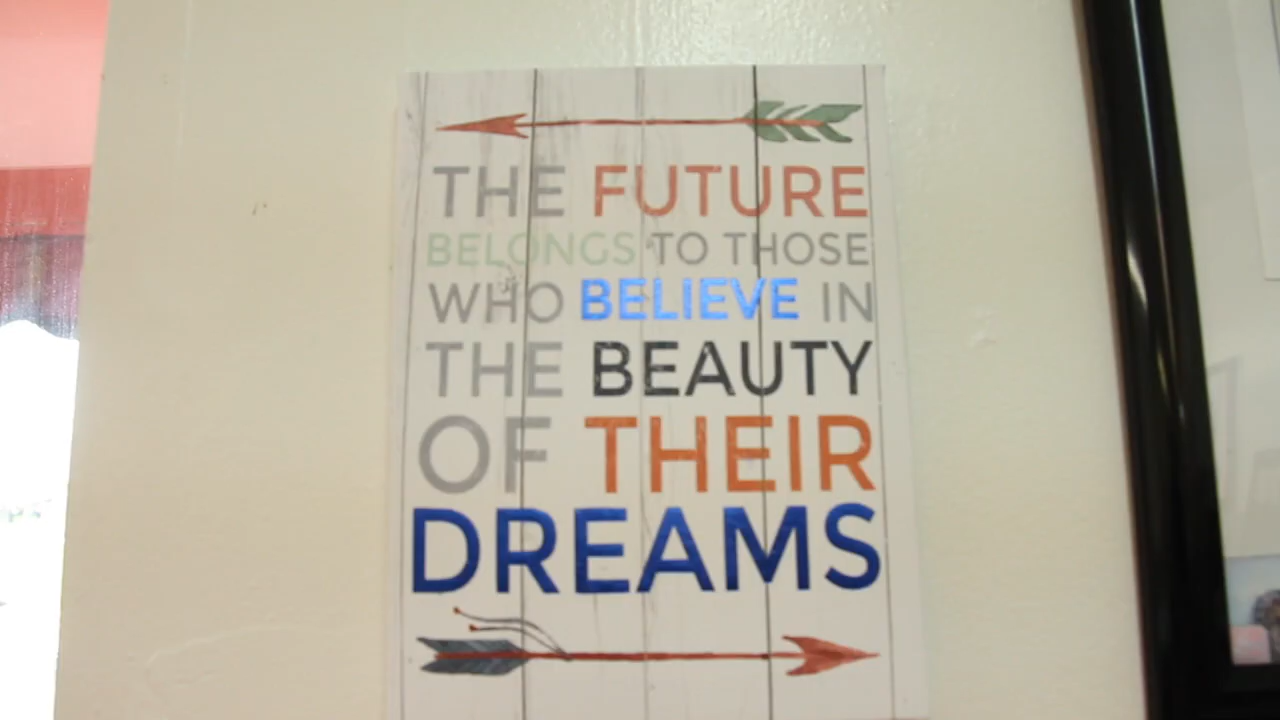 THE FUTURE
BELONGS TO THOSE
WHO BELIEVE IN
THE BEAUTY
OF THEIR
DREAMS